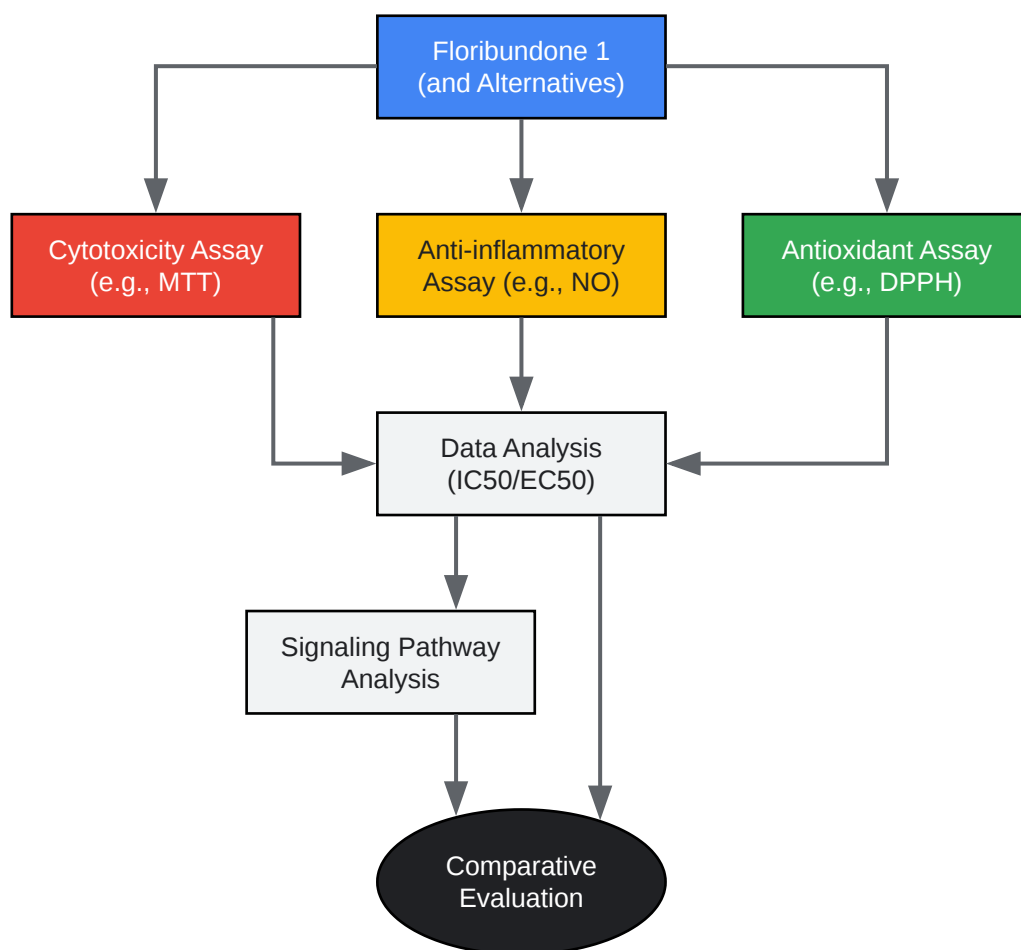 Floribundone 1
(and Alternatives)
Cytotoxicity Assay
(e.g., MTT)
Anti-inflammatory
Assay (e.g., NO)
Antioxidant Assay
(e.g., DPPH)
Data Analysis
(IC50/EC50)
Signaling Pathway
Analysis
Comparative
Evaluation